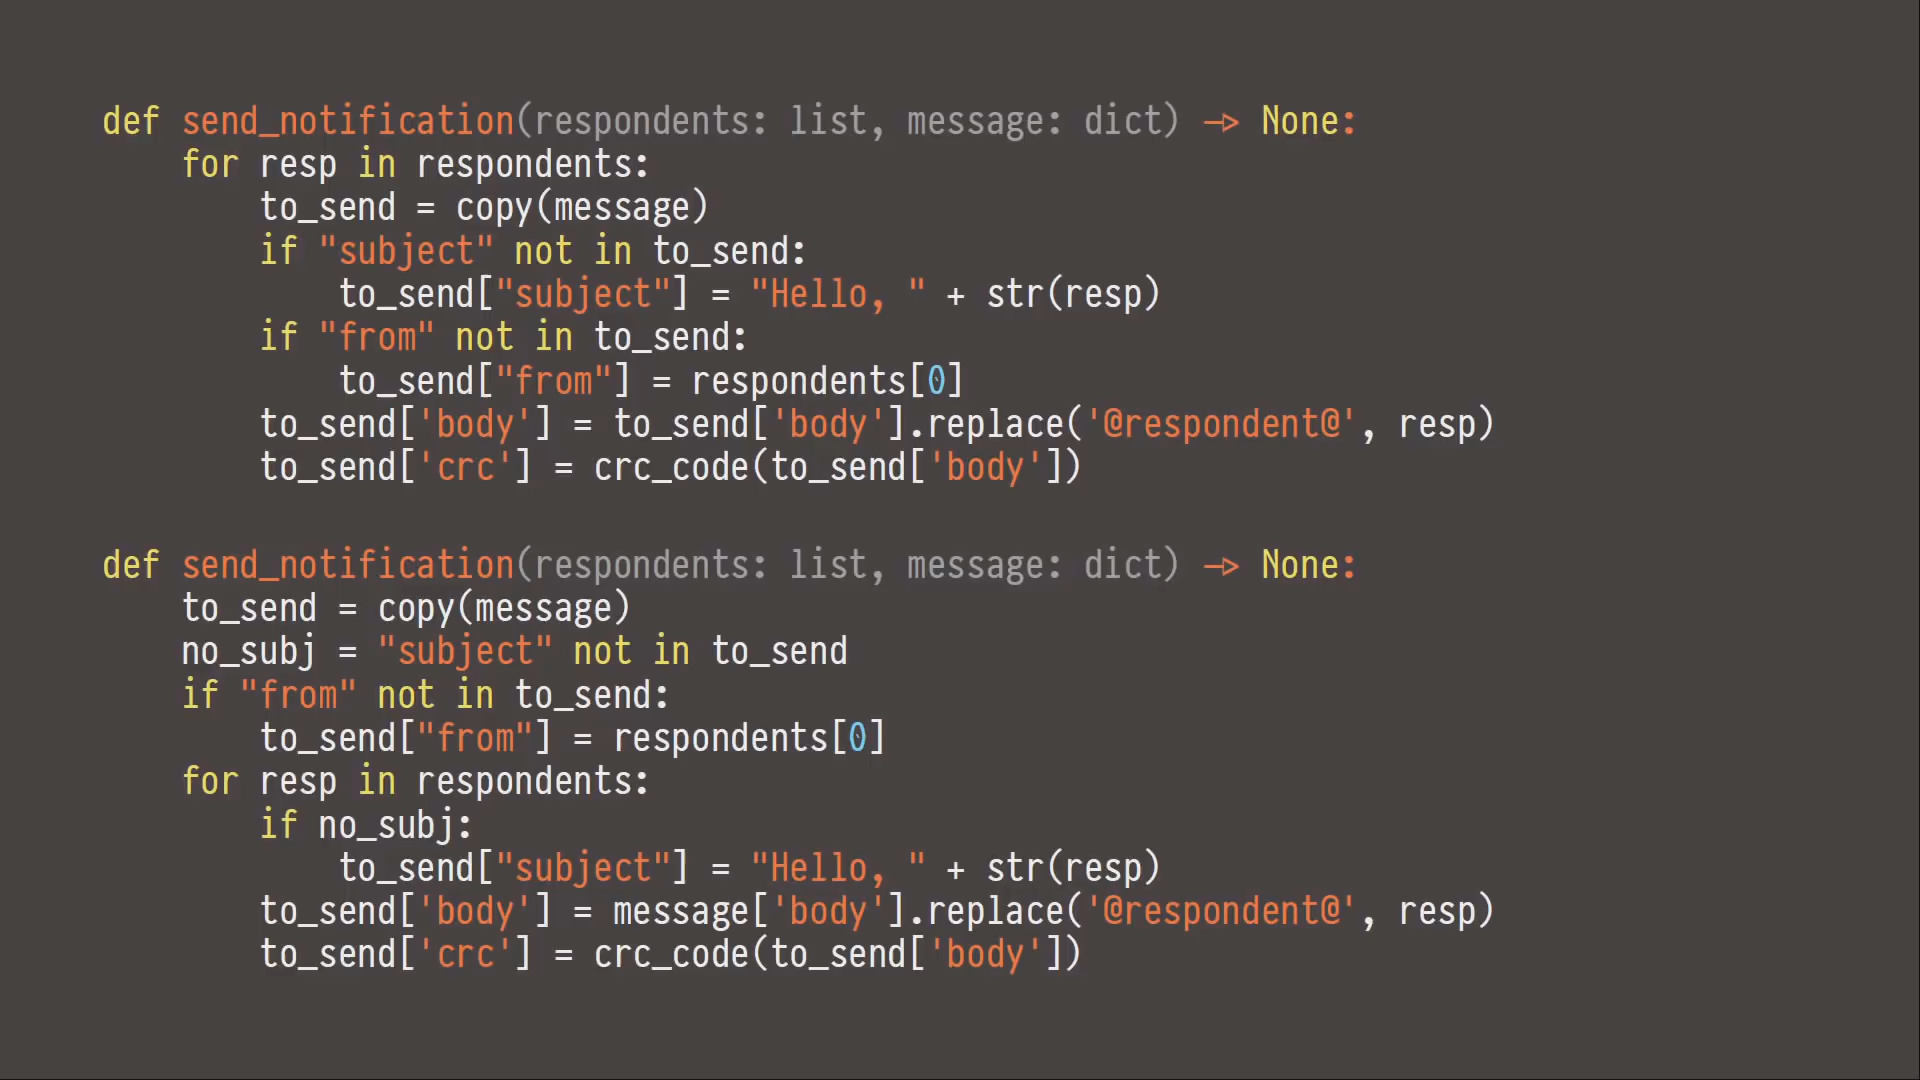 def send_notification(respondents: list, message: dict) -> None:
    for resp in respondents:
        to_send = copy(message)
        if "subject" not in to_send:
            to_send["subject"] = "Hello, " + str(resp)
        if "from" not in to_send:
            to_send["from"] = respondents[0]
        to_send['body'] = to_send['body'].replace('@respondent@', resp)
        to_send['crc'] = crc_code(to_send['body'])

def send_notification(respondents: list, message: dict) -> None:
    to_send = copy(message)
    no_subj = "subject" not in to_send
    if "from" not in to_send:
        to_send["from"] = respondents[0]
    for resp in respondents:
        if no_subj:
            to_send["subject"] = "Hello, " + str(resp)
        to_send['body'] = message['body'].replace('@respondent@', resp)
        to_send['crc'] = crc_code(to_send['body'])